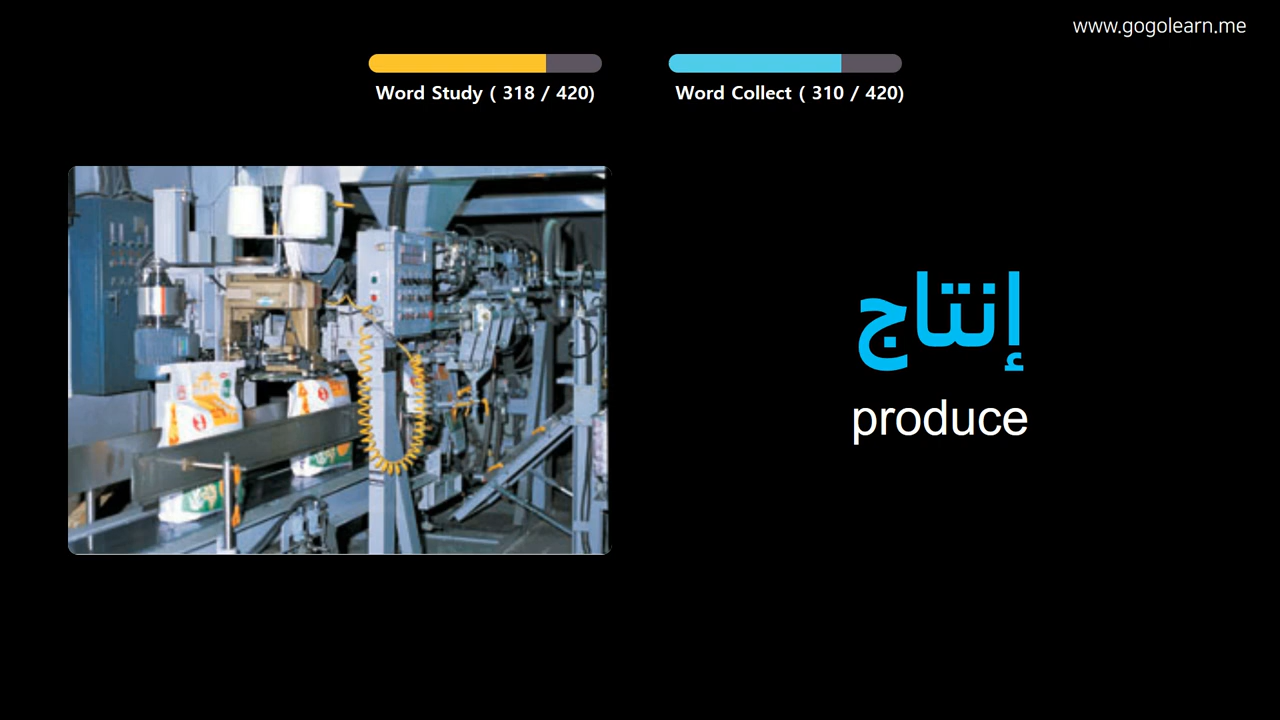 www.gogolearn.me
Word Study ( 318 / 420)
Word Collect ( 310 / 420)
إنتاج
produce